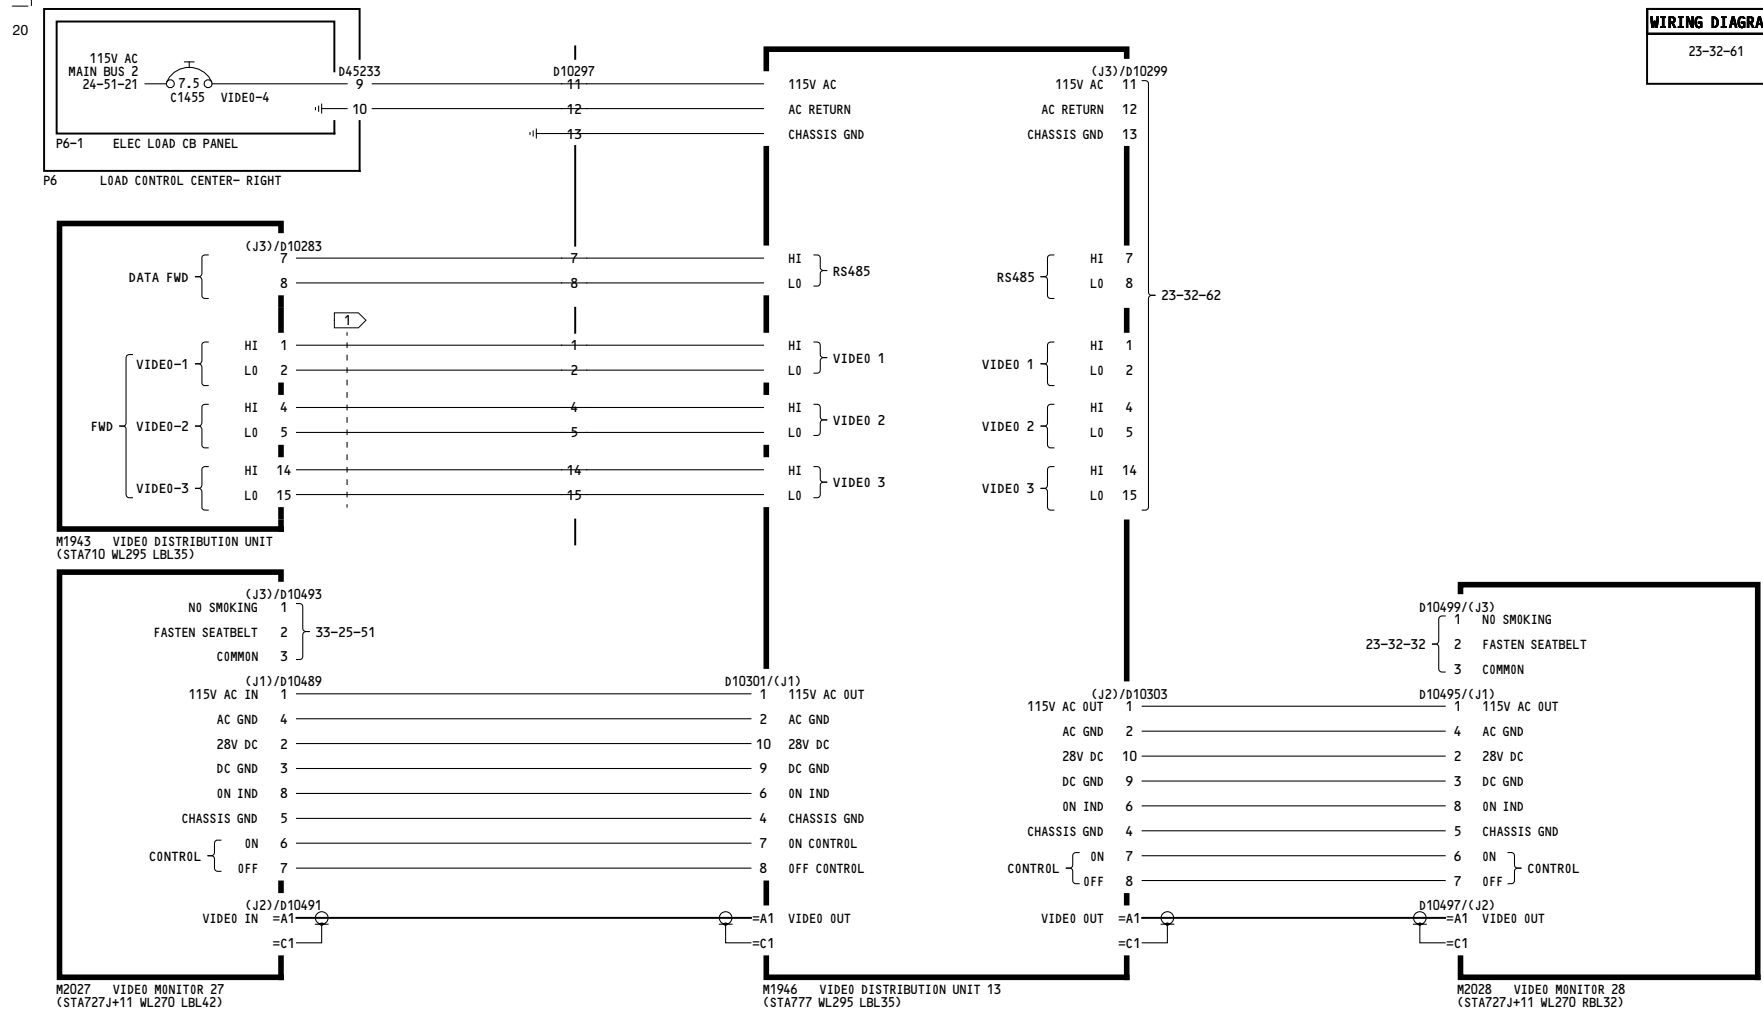 20
WIRING DIAGRA
23-32-61
115V AC
MAIN BUS 2
24-51-21
7.5
C1455 VIDEO-4
D45233
9
10
P6-1 ELEC LOAD CB PANEL
P6 LOAD CONTROL CENTER- RIGHT
D10297
11
12
13
115V AC
AC RETURN
CHASSIS GND
(J3)/D10299
115V AC 11
AC RETURN 12
CHASSIS GND 13
(J3)/D10283
DATA FWD
7
8
7
8
HI
LO
RS485
RS485
HI 7
LO 8
23-32-62
1
FWD
VIDEO-1
HI 1
LO 2
VIDEO-2
HI 4
LO 5
VIDEO-3
HI 14
LO 15
1
2
4
5
14
15
HI
LO
VIDEO 1
HI
LO
VIDEO 2
HI
LO
VIDEO 3
VIDEO 1
HI 1
LO 2
VIDEO 2
HI 4
LO 5
VIDEO 3
HI 14
LO 15
M1943 VIDEO DISTRIBUTION UNIT
(STA710 WL295 LBL35)
(J3)/D10493
NO SMOKING 1
FASTEN SEATBELT 2
COMMON 3
33-25-51
(J1)/D10489
115V AC IN 1
AC GND 4
28V DC 2
DC GND 3
ON IND 8
CHASSIS GND 5
CONTROL
ON 6
OFF 7
(J2)/D10491
VIDEO IN =A1
=C1
M2027 VIDEO MONITOR 27
(STA727J+11 WL270 LBL42)
D10301/(J1)
1 115V AC OUT
2 AC GND
10 28V DC
9 DC GND
6 ON IND
4 CHASSIS GND
7 ON CONTROL
8 OFF CONTROL
=A1 VIDEO OUT
=C1
(J2)/D10303
115V AC OUT 1
AC GND 2
28V DC 10
DC GND 9
ON IND 6
CHASSIS GND 4
CONTROL
ON 7
OFF 8
VIDEO OUT =A1
=C1
M1946 VIDEO DISTRIBUTION UNIT 13
(STA777 WL295 LBL35)
D10499/(J3)
23-32-32
1 NO SMOKING
2 FASTEN SEATBELT
3 COMMON
D10495/(J1)
1 115V AC OUT
4 AC GND
2 28V DC
3 DC GND
8 ON IND
5 CHASSIS GND
6 ON
7 OFF
CONTROL
D10497/(J2)
=A1 VIDEO OUT
=C1
M2028 VIDEO MONITOR 28
(STA727J+11 WL270 RBL32)